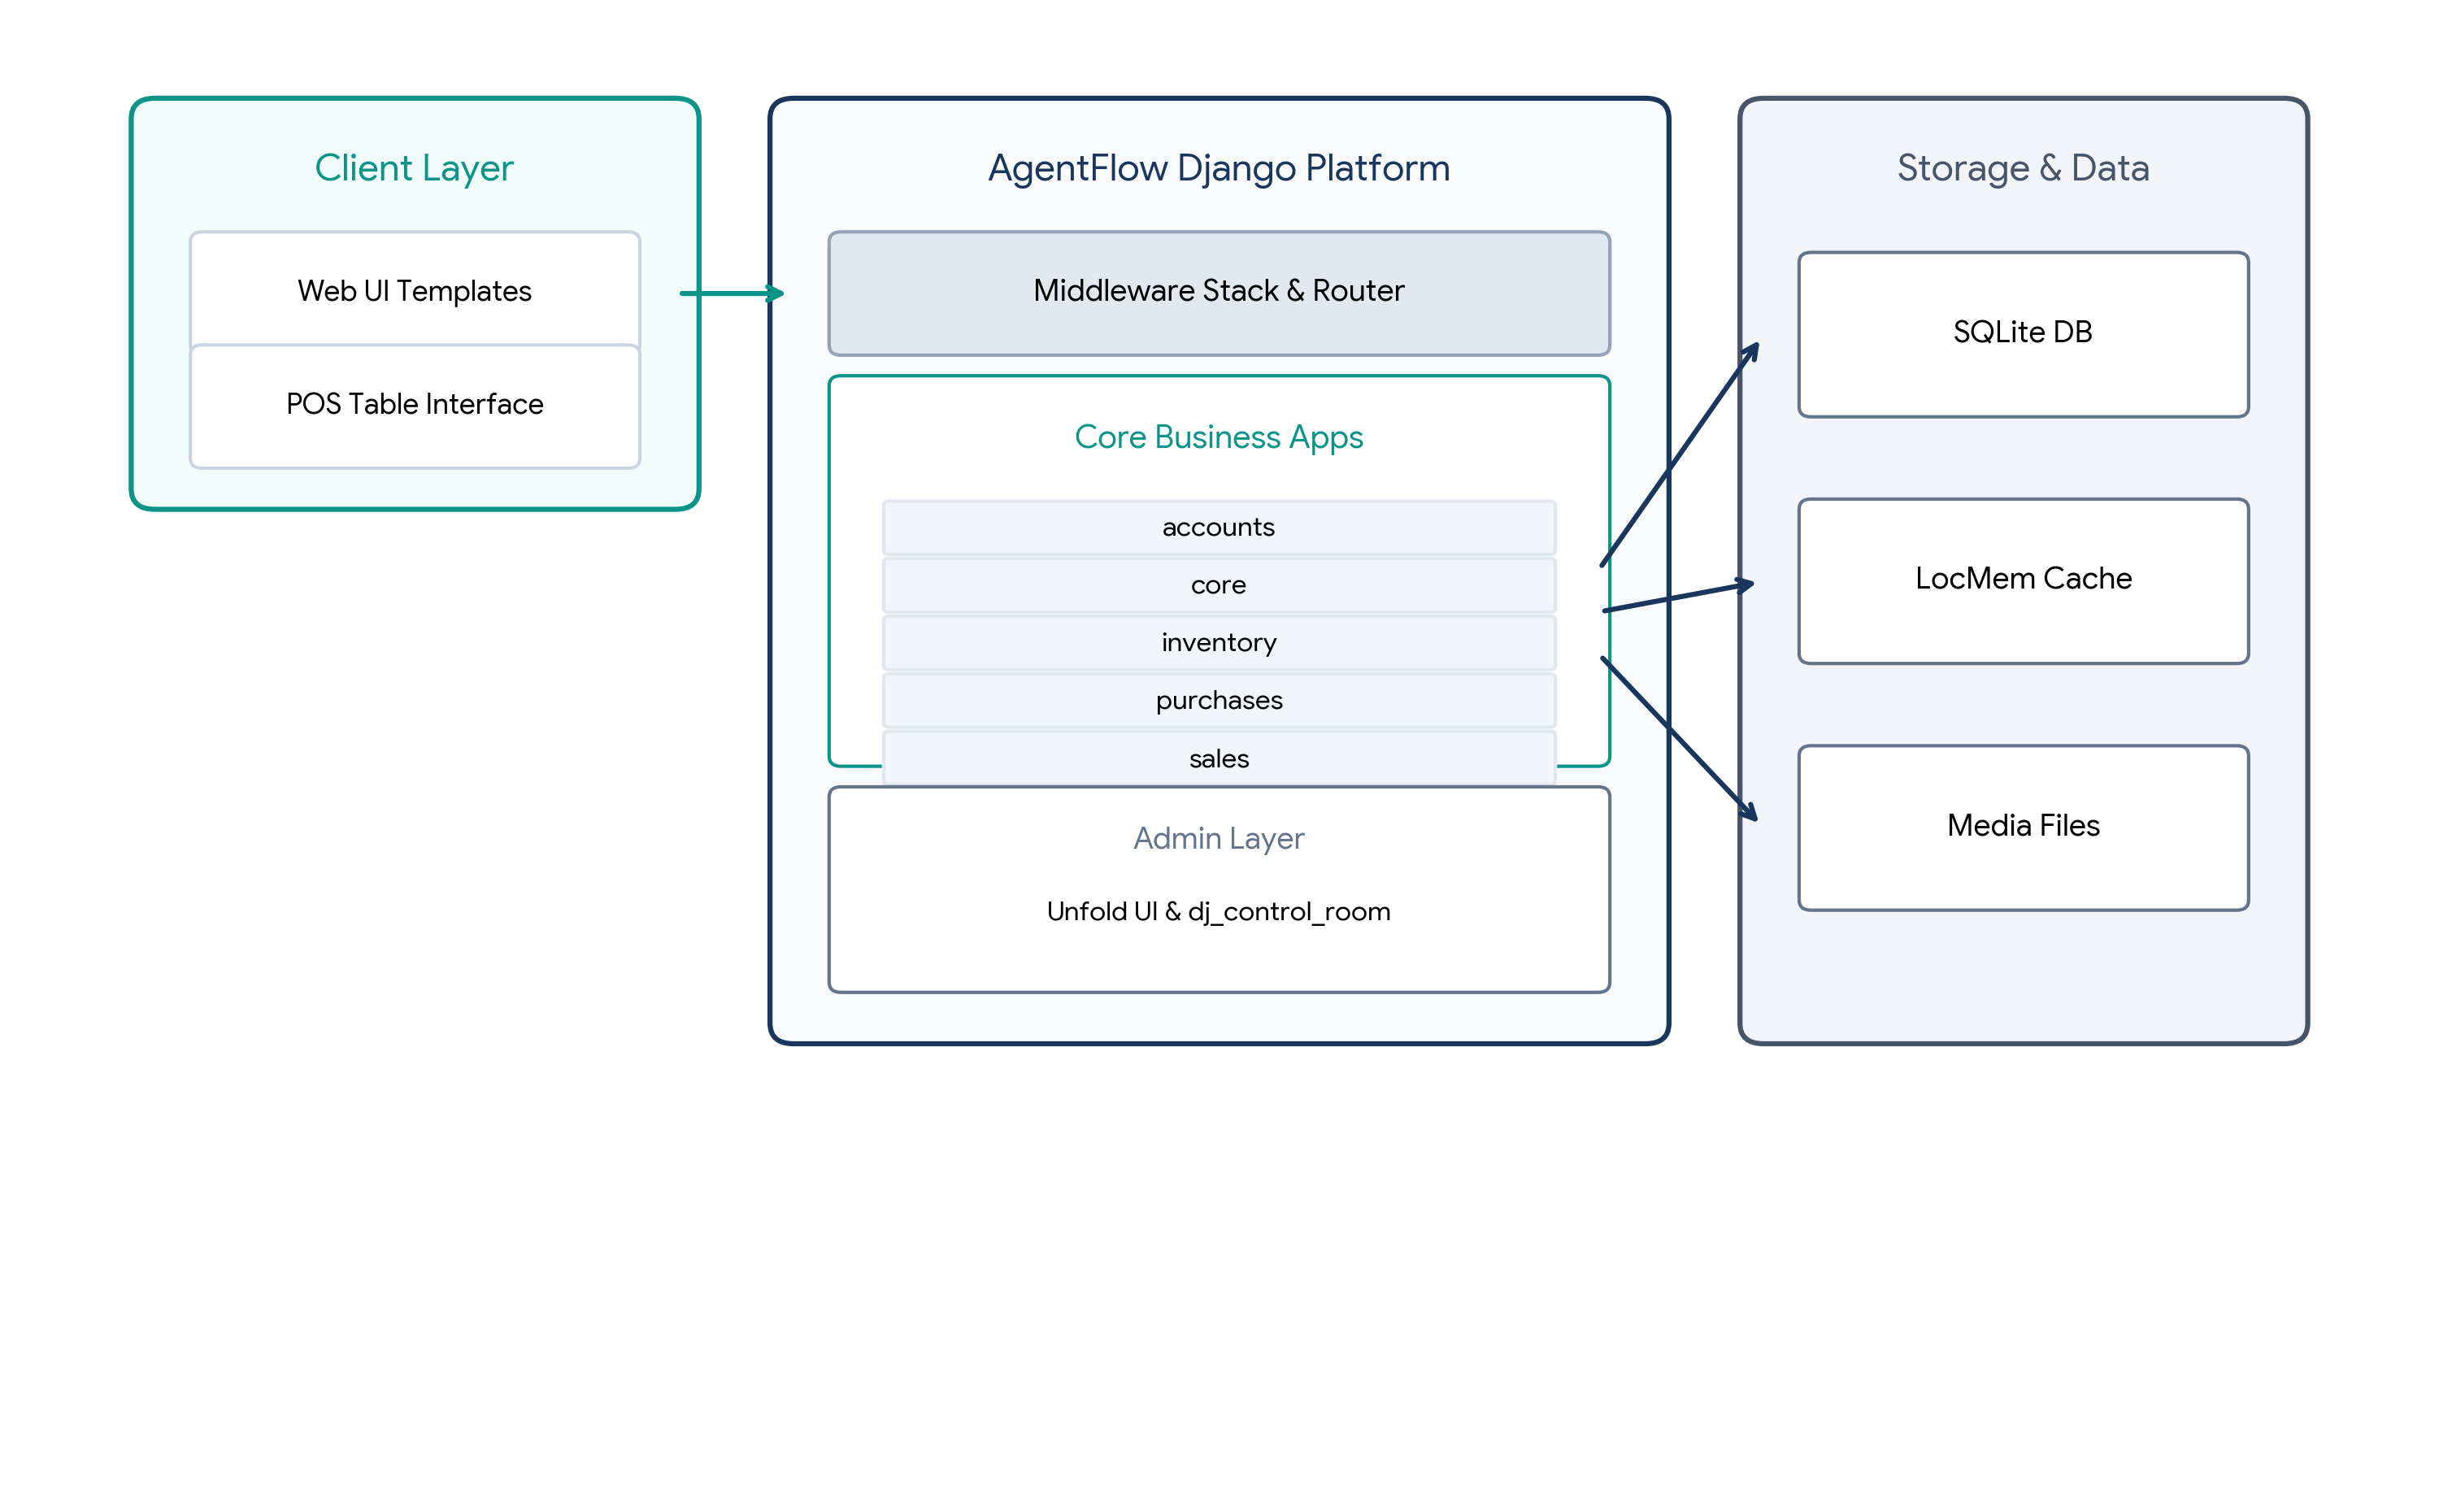 Client Layer
Web UI Templates
POS Table Interface
AgentFlow Django Platform
Middleware Stack & Router
Core Business Apps
accounts
core
inventory
purchases
sales
Admin Layer
Unfold UI & dj_control_room
Storage & Data
SQLite DB
LocMem Cache
Media Files